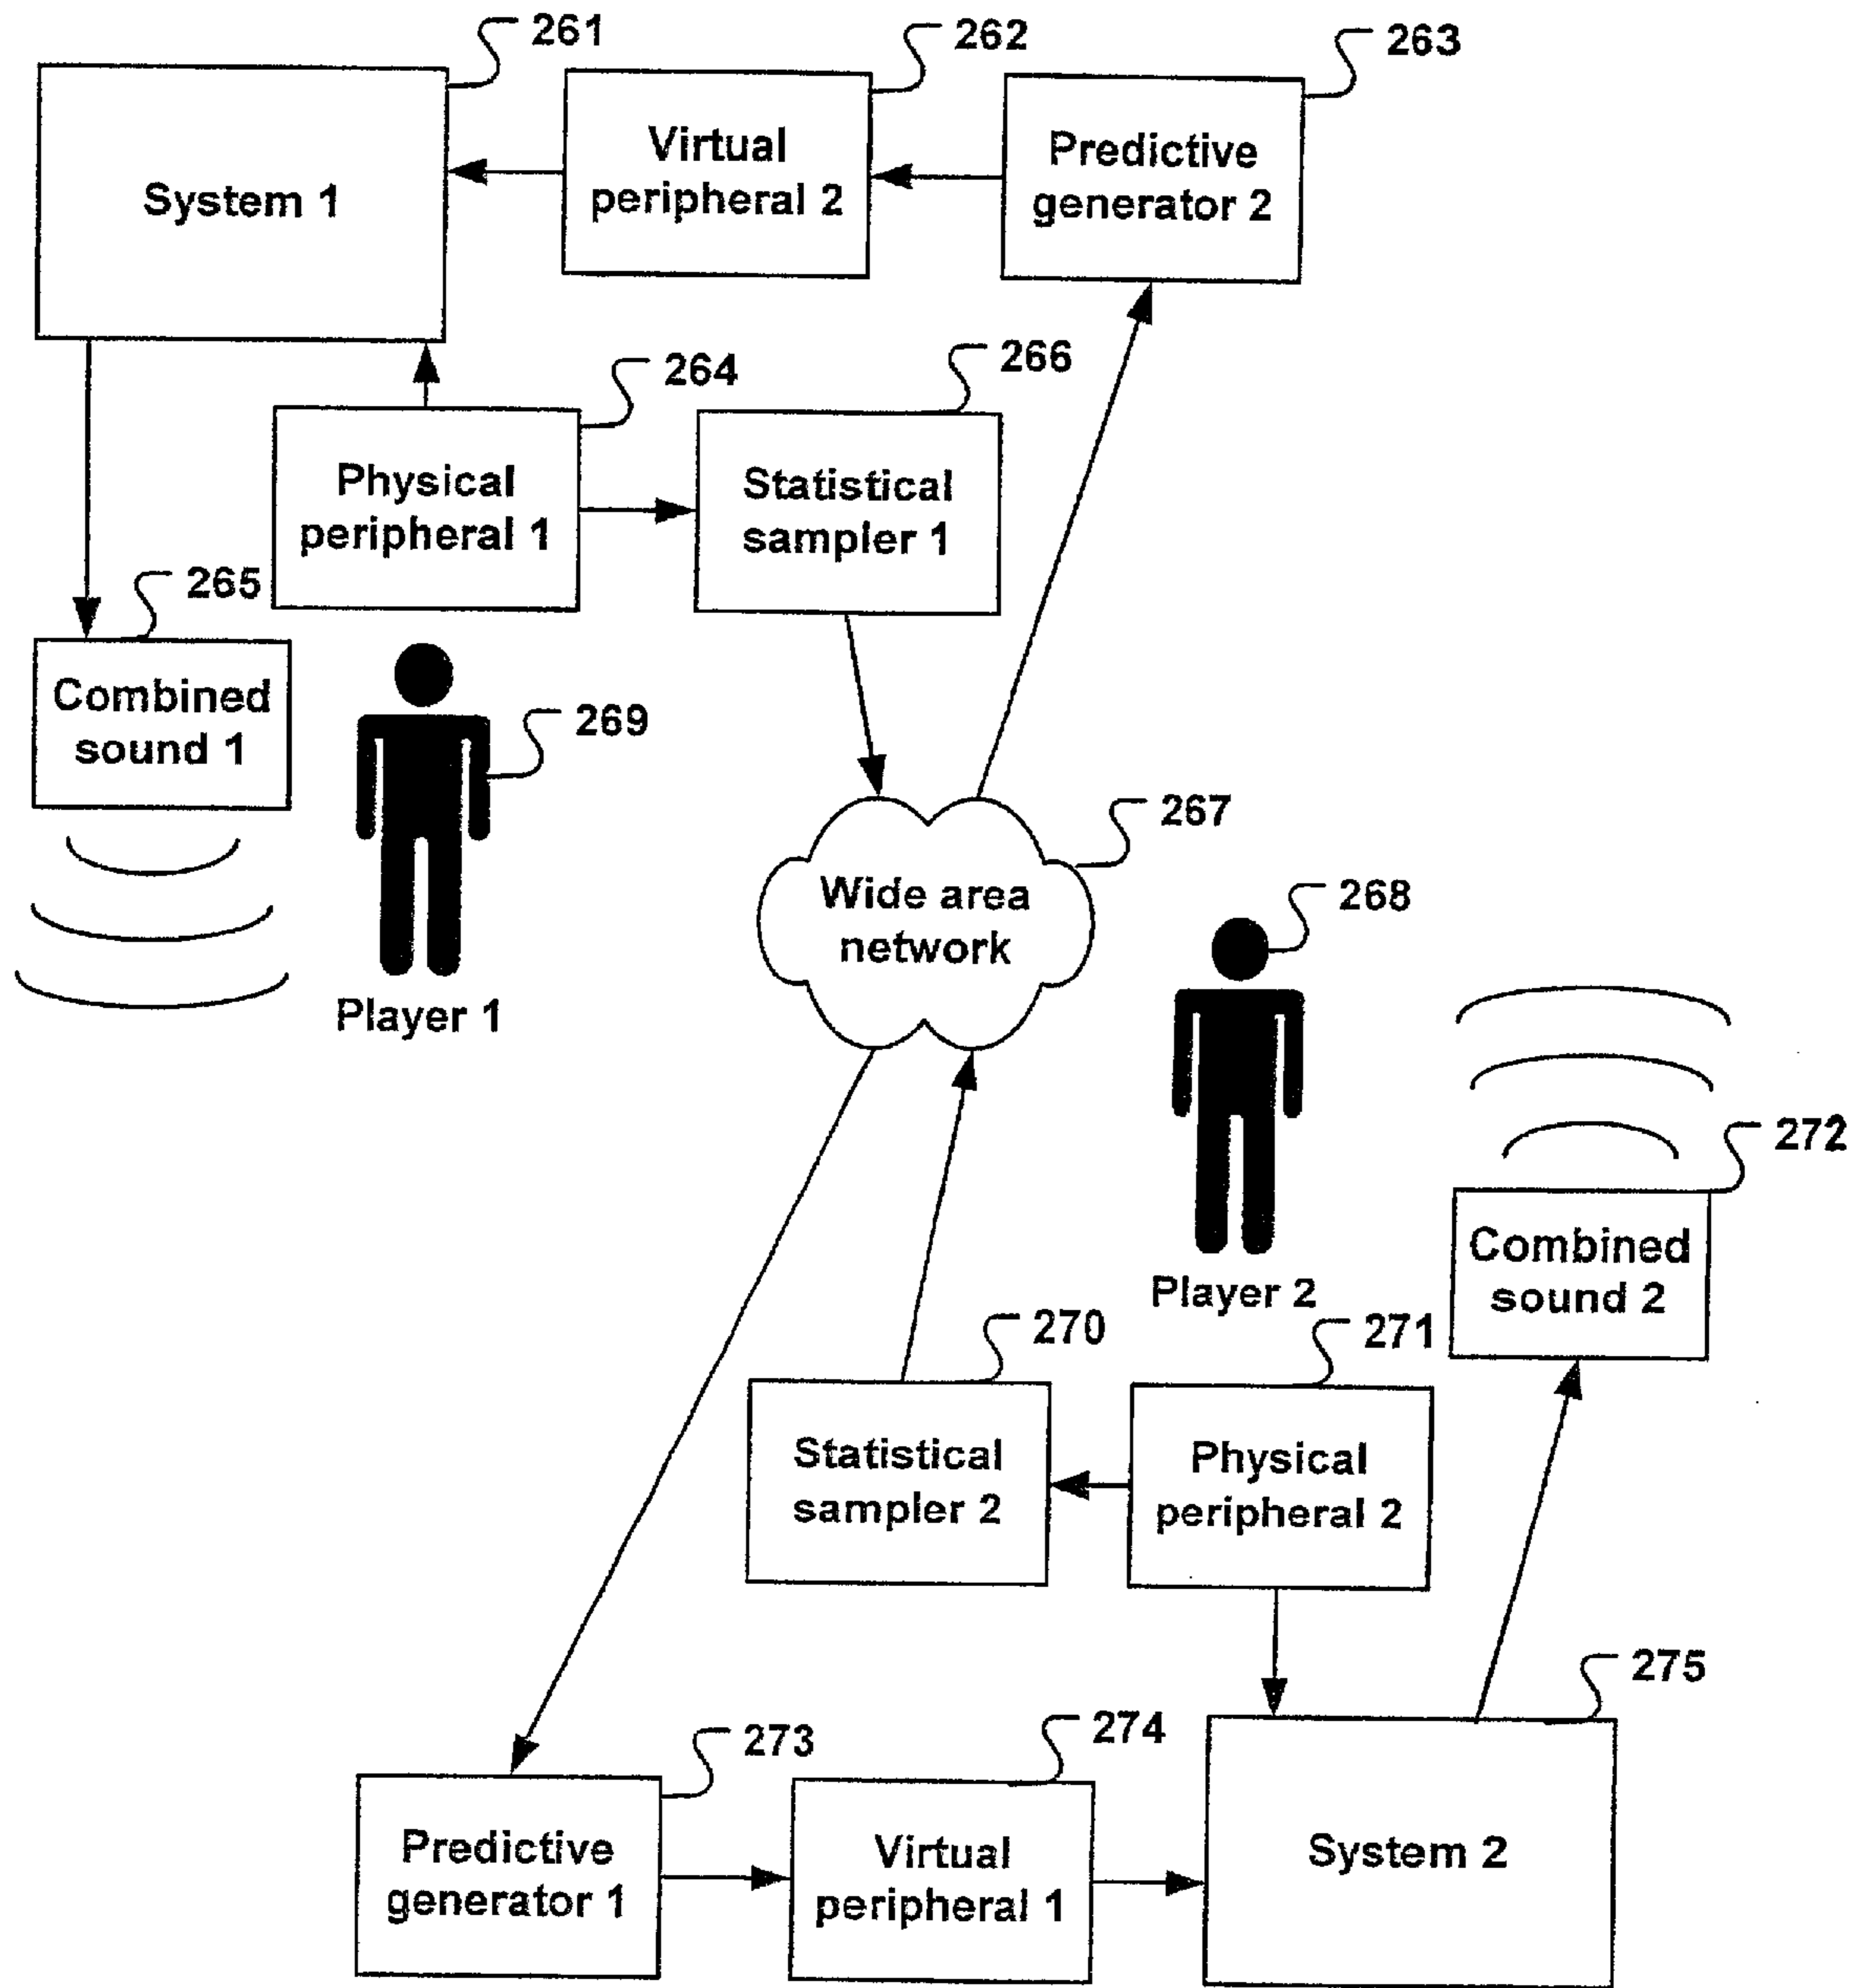 261
262
263
System 1
Virtual
peripheral 2
Predictive
generator 2
264
266
Physical
peripheral 1
Statistical
sampler 1
265
Combined
sound 1
269
Player 1
267
Wide area
network
268
Player 2
272
Combined
sound 2
270
271
Statistical
sampler 2
Physical
peripheral 2
275
273
274
Predictive
generator 1
Virtual
peripheral 1
System 2